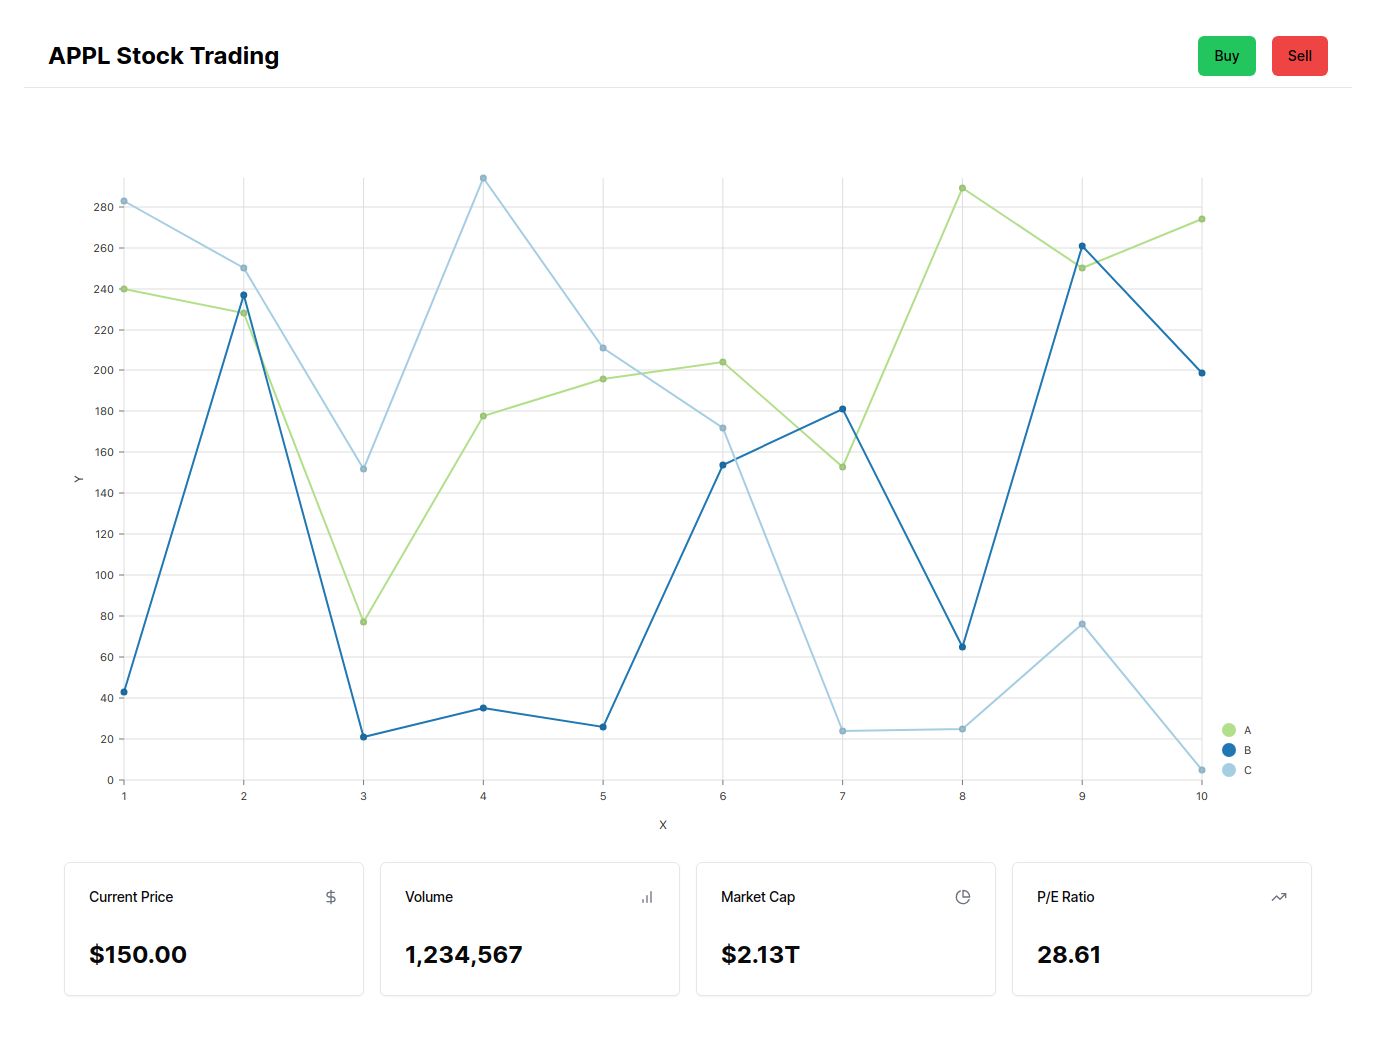 APPL Stock Trading
Buy
Sell
280
260
240
220
200
180
160
140
120
100
80
60
40
20
0
Y
1 2 3 4 5 6 7 8 9 10
X
A
B
C
Current Price
$150.00
Volume
1,234,567
Market Cap
$2.13T
P/E Ratio
28.61